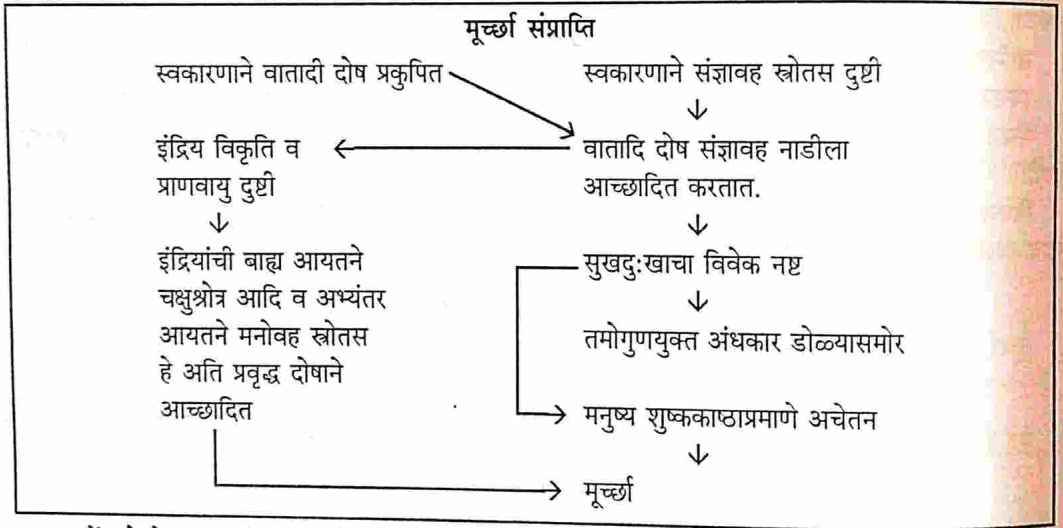 मूर्च्छा संप्राप्ति
स्वकारणाने वातादी दोष प्रकुपित
स्वकारणाने संज्ञावह स्त्रोतस दुष्टी
वातादि दोष संज्ञावह नाडीला
आच्छादित करतात.
इंद्रिय विकृति व
प्राणवायु दुष्टी
इंद्रियांची बाह्य आयतने
चक्षुश्रोत्र आदि व अभ्यंतर
आयतने मनोवह स्त्रोतस
हे अति प्रवृद्ध दोषाने
आच्छादित
सुखदुःखाचा विवेक नष्ट
तमोगुणयुक्त अंधकार डोळ्यासमोर
मनुष्य शुष्ककाष्ठाप्रमाणे अचेतन
मूर्च्छा